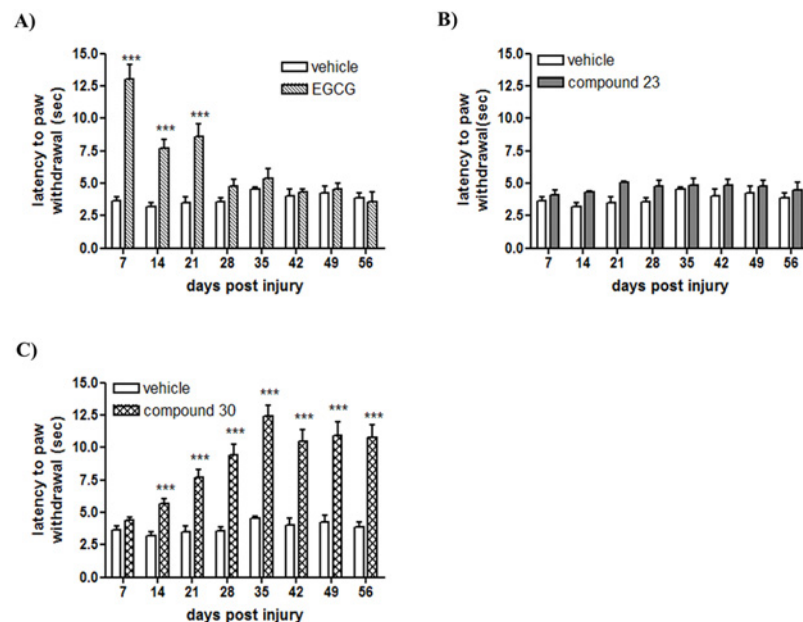 A)
***
***
***
15.0
12.5
10.0
7.5
5.0
2.5
0.0
latency to paw
withdrawal (sec)
vehicle
EGCG
7 14 21 28 35 42 49 56
days post injury
B)
15.0
12.5
10.0
7.5
5.0
2.5
0.0
latency to paw
withdrawal(sec)
vehicle
compound 23
7 14 21 28 35 42 49 56
days post injury
C)
15.0
12.5
10.0
7.5
5.0
2.5
0.0
latency to paw
withdrawal (sec)
vehicle
compound 30
***
***
***
***
***
***
***
7 14 21 28 35 42 49 56
days post injury